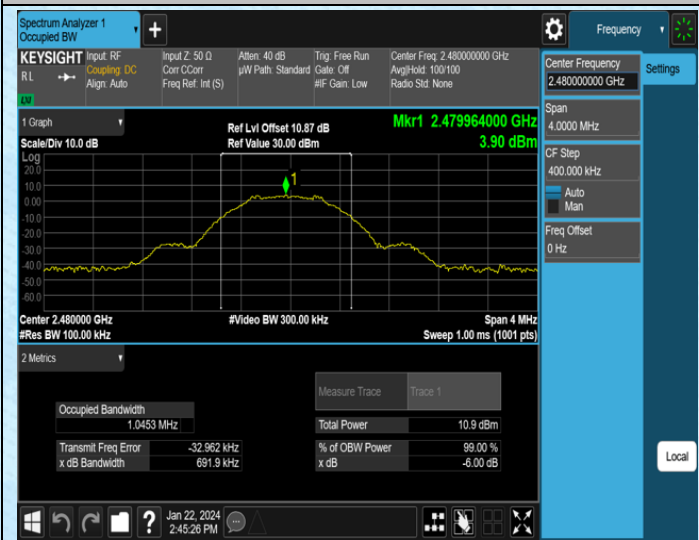 Spectrum Analyzer 1
Occupied BW
Frequency
KEYSIGHT
RL
LXI
Input: RF
Coupling: DC
Align: Auto
Input Z: 50 Ω
Corr CCorr
Freq Ref: Int (S)
Atten: 40 dB
µW Path: Standard
Trig: Free Run
Gate: Off
#IF Gain: Low
Center Freq: 2.480000000 GHz
Avg|Hold: 100/100
Radio Std: None
Center Frequency
2.480000000 GHz
Settings
Span
4.0000 MHz
CF Step
400.000 kHz
Auto
Man
Freq Offset
0 Hz
Local
1 Graph
Scale/Div 10.0 dB
Ref Lvl Offset 10.87 dB
Ref Value 30.00 dBm
Mkr1 2.479964000 GHz
3.90 dBm
Log
20.0
10.0
0.00
-10.0
-20.0
-30.0
-40.0
-50.0
-60.0
1
Center 2.480000 GHz
#Res BW 100.00 kHz
#Video BW 300.00 kHz
Span 4 MHz
Sweep 1.00 ms (1001 pts)
2 Metrics
Measure Trace Trace 1
Occupied Bandwidth
1.0453 MHz
Total Power 10.9 dBm
Transmit Freq Error -32.962 kHz
% of OBW Power 99.00 %
x dB Bandwidth 691.9 kHz
x dB -6.00 dB
Jan 22, 2024
2:45:26 PM